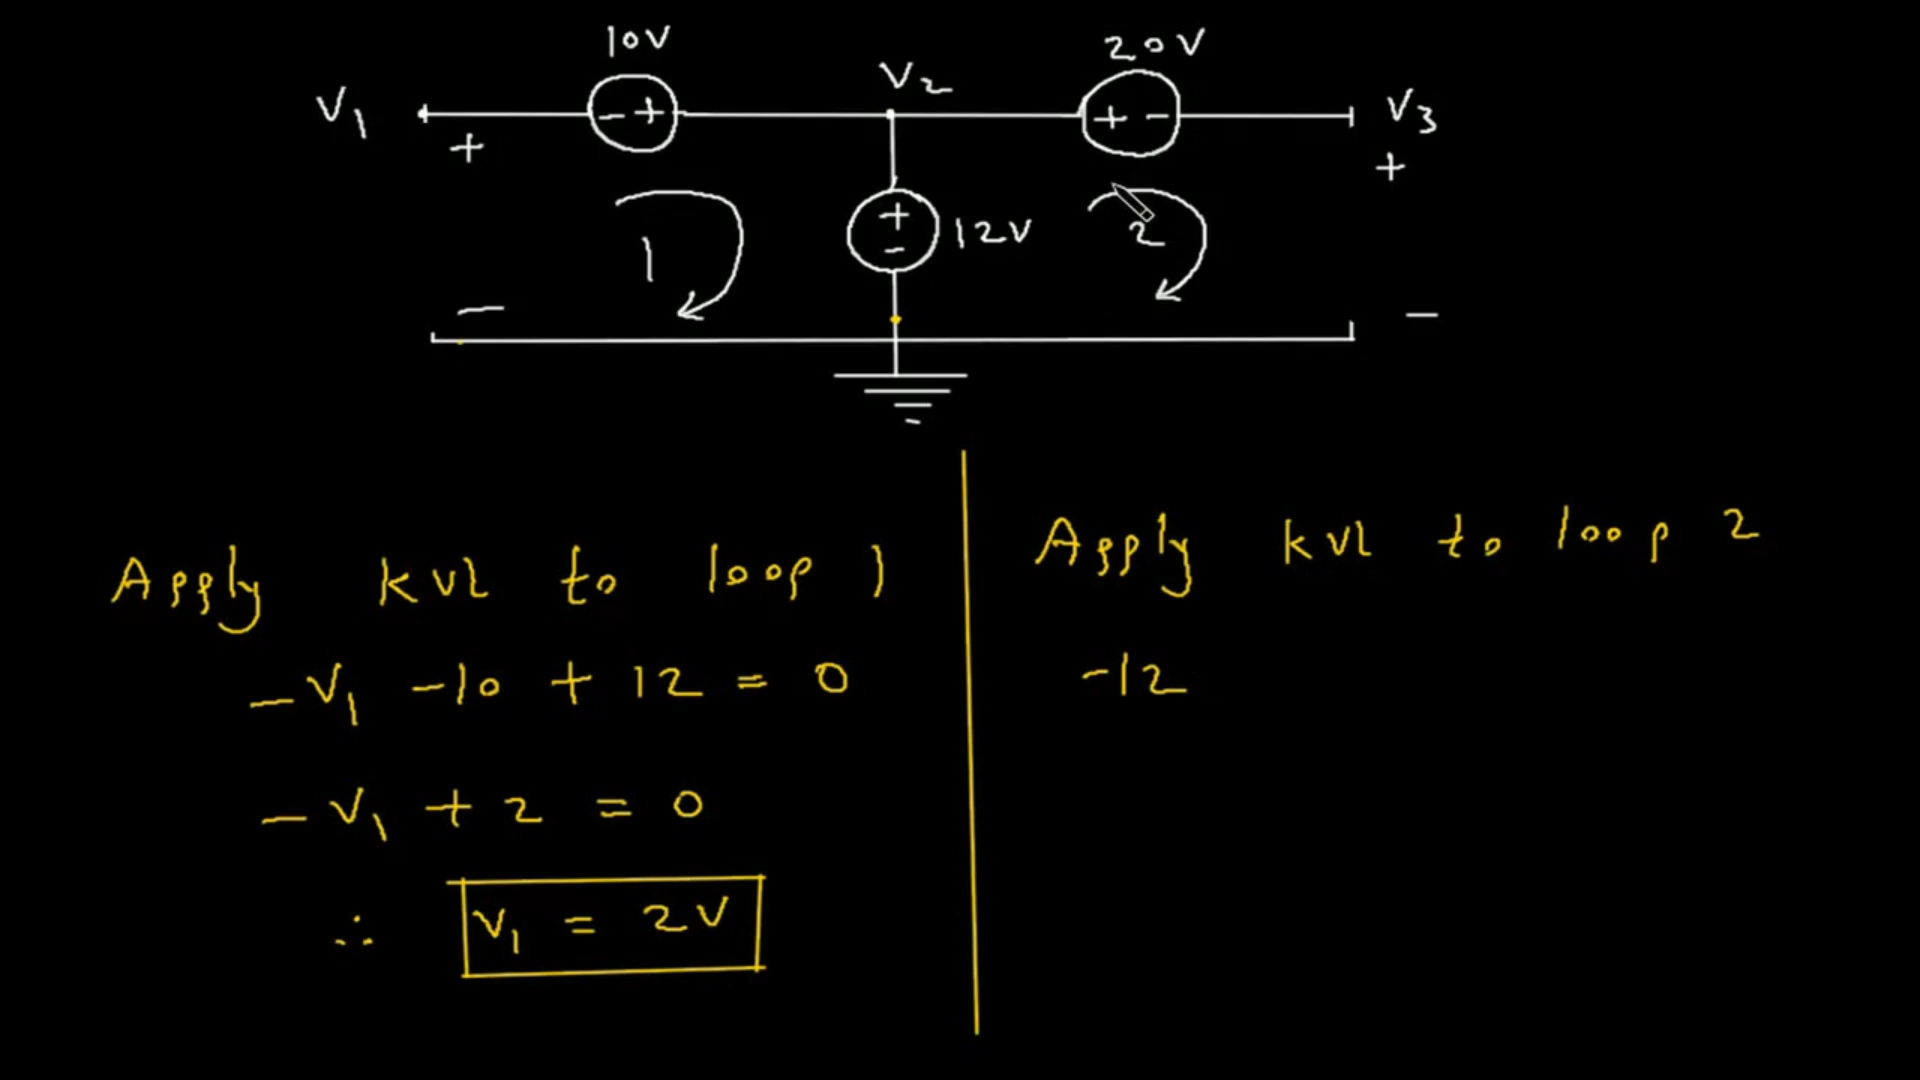 10V
20V
V2
V1
- +
+ -
V3
+
+
1
+
-
12V
2
-
-
Apply kvl to loop 1
-V1 -10 + 12 = 0
-V1 + 2 = 0
∴ V1 = 2V
Apply kvl to loop 2
-12